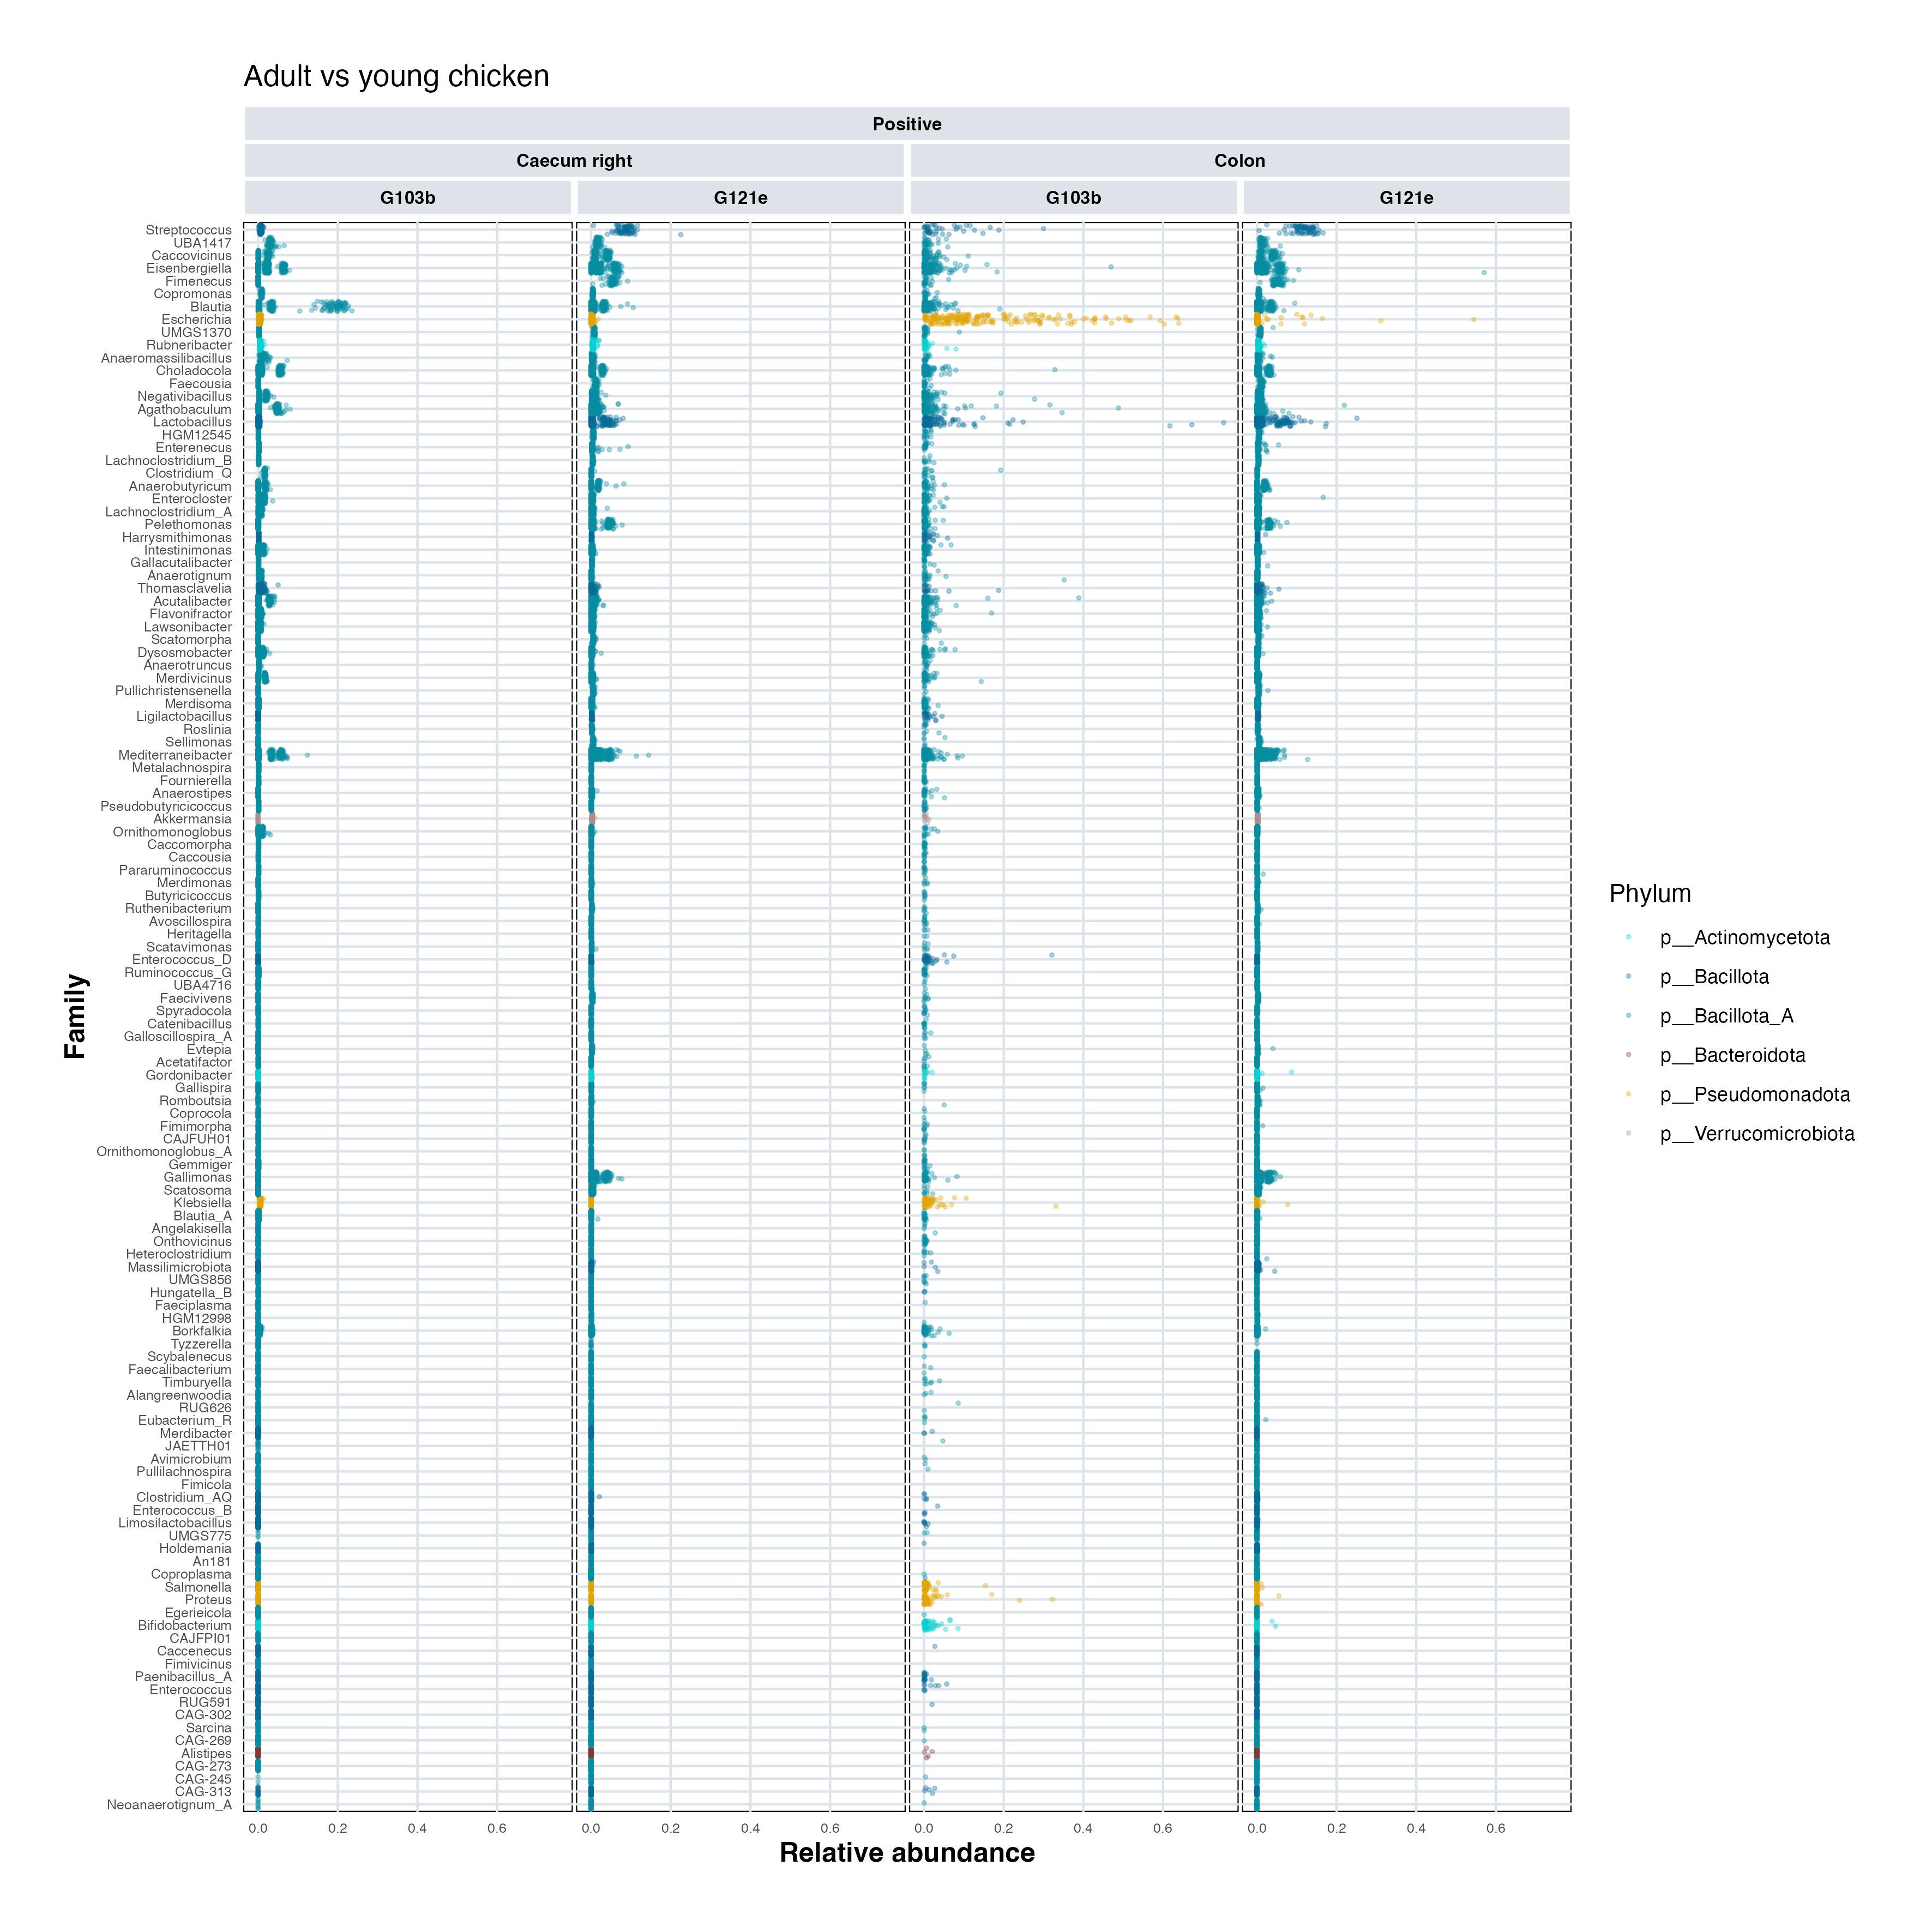 Adult vs young chicken
Positive
Caecum right
Colon
G103b
G121e
G103b
G121e
Streptococcus
UBA1417
Caccovicinus
Eisenbergiella
Fimenecus
Copromonas
Blautia
Escherichia
UMGS1370
Rubneribacter
Anaeromassilibacillus
Choladocola
Faecousia
Negativibacillus
Agathobaculum
Lactobacillus
HGM12545
Enterenecus
Lachnoclostridium_B
Clostridium_Q
Anaerobutyricum
Enterocloster
Lachnoclostridium_A
Pelethomonas
Harrysmithimonas
Intestinimonas
Gallacutalibacter
Anaerotignum
Thomasclavelia
Acutalibacter
Flavonifractor
Lawsonibacter
Scatomorpha
Dysosmobacter
Anaerotruncus
Merdivicinus
Pullichristensenella
Merdisoma
Ligilactobacillus
Roslinia
Sellimonas
Mediterraneibacter
Metalachnospira
Fournierella
Anaerostipes
Pseudobutyricicoccus
Akkermansia
Ornithomonoglobus
Caccomorpha
Caccousia
Pararuminococcus
Merdimonas
Butyricicoccus
Ruthenibacterium
Avoscillospira
Heritagella
Scatavimonas
Enterococcus_D
Ruminococcus_G
UBA4716
Faecivivens
Spyradocola
Catenibacillus
Galloscillospira_A
Evtepia
Acetatifactor
Gordonibacter
Gallispira
Romboutsia
Coprocola
Fimimorpha
CAJFUH01
Ornithomonoglobus_A
Gemmiger
Gallimonas
Scatosoma
Klebsiella
Blautia_A
Angelakisella
Onthovicinus
Heteroclostridium
Massilimicrobiota
UMGS856
Hungatella_B
Faeciplasma
HGM12998
Borkfalkia
Tyzzerella
Scybalenecus
Faecalibacterium
Timburyella
Alangreenwoodia
RUG626
Eubacterium_R
Merdibacter
JAETTH01
Avimicrobium
Pullilachnospira
Fimicola
Clostridium_AQ
Enterococcus_B
Limosilactobacillus
UMGS775
Holdemania
An181
Coproplasma
Salmonella
Proteus
Egerieicola
Bifidobacterium
CAJFPI01
Caccenecus
Fimivicinus
Paenibacillus_A
Enterococcus
RUG591
CAG-302
Sarcina
CAG-269
Alistipes
CAG-273
CAG-245
CAG-313
Neoanaerotignum_A
Family
0.0 0.2 0.4 0.6
0.0 0.2 0.4 0.6
0.0 0.2 0.4 0.6
0.0 0.2 0.4 0.6
Relative abundance
Phylum
p__Actinomycetota
p__Bacillota
p__Bacillota_A
p__Bacteroidota
p__Pseudomonadota
p__Verrucomicrobiota